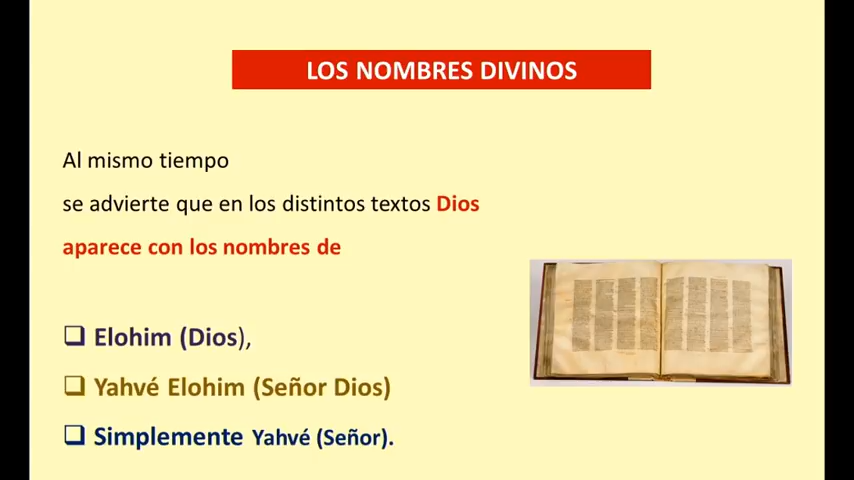 LOS NOMBRES DIVINOS
Al mismo tiempo
se advierte que en los distintos textos Dios
aparece con los nombres de
❑ Elohim (Dios),
❑ Yahvé Elohim (Señor Dios)
❑ Simplemente Yahvé (Señor).